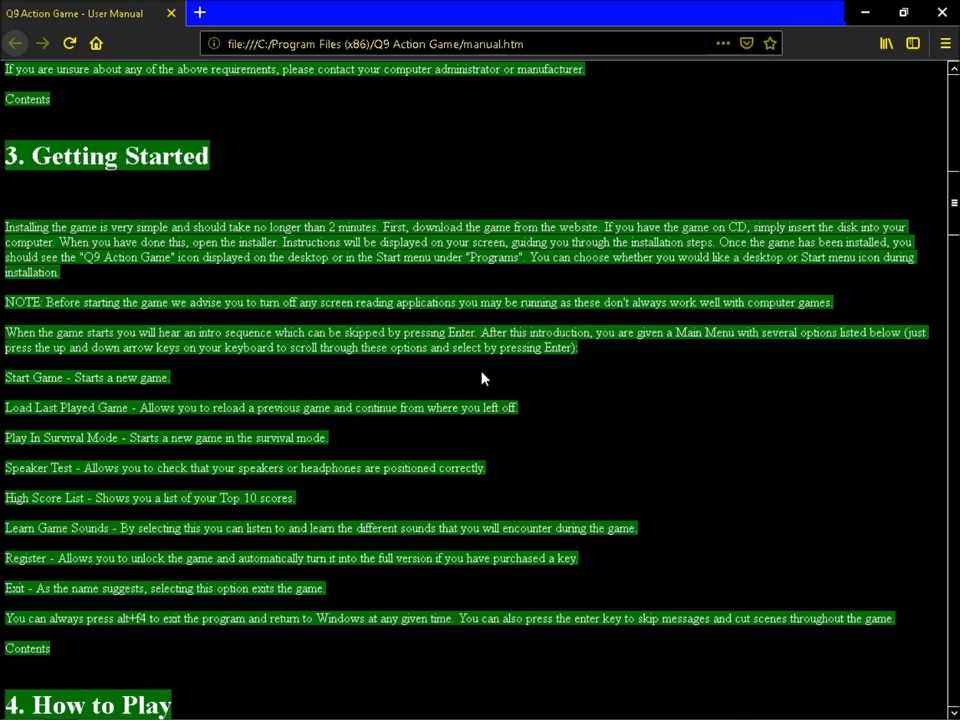 Q9 Action Game - User Manual
file:///C:/Program Files (x86)/Q9 Action Game/manual.htm
If you are unsure about any of the above requirements, please contact your computer administrator or manufacturer.
Contents
3. Getting Started
Installing the game is very simple and should take no longer than 2 minutes. First, download the game from the website. If you have the game on CD, simply insert the disk into your
computer. When you have done this, open the installer. Instructions will be displayed on your screen, guiding you through the installation steps. Once the game has been installed, you
should see the "Q9 Action Game" icon displayed on the desktop or in the Start menu under "Programs". You can choose whether you would like a desktop or Start menu icon during
installation.
NOTE: Before starting the game we advise you to turn off any screen reading applications you may be running as these don't always work well with computer games.
When the game starts you will hear an intro sequence which can be skipped by pressing Enter. After this introduction, you are given a Main Menu with several options listed below (just
press the up and down arrow keys on your keyboard to scroll through these options and select by pressing Enter):
Start Game - Starts a new game.
Load Last Played Game - Allows you to reload a previous game and continue from where you left off.
Play In Survival Mode - Starts a new game in the survival mode.
Speaker Test - Allows you to check that your speakers or headphones are positioned correctly.
High Score List - Shows you a list of your Top 10 scores.
Learn Game Sounds - By selecting this you can listen to and learn the different sounds that you will encounter during the game.
Register - Allows you to unlock the game and automatically turn it into the full version if you have purchased a key.
Exit - As the name suggests, selecting this option exits the game.
You can always press alt+f4 to exit the program and return to Windows at any given time. You can also press the enter key to skip messages and cut scenes throughout the game.
Contents
4. How to Play